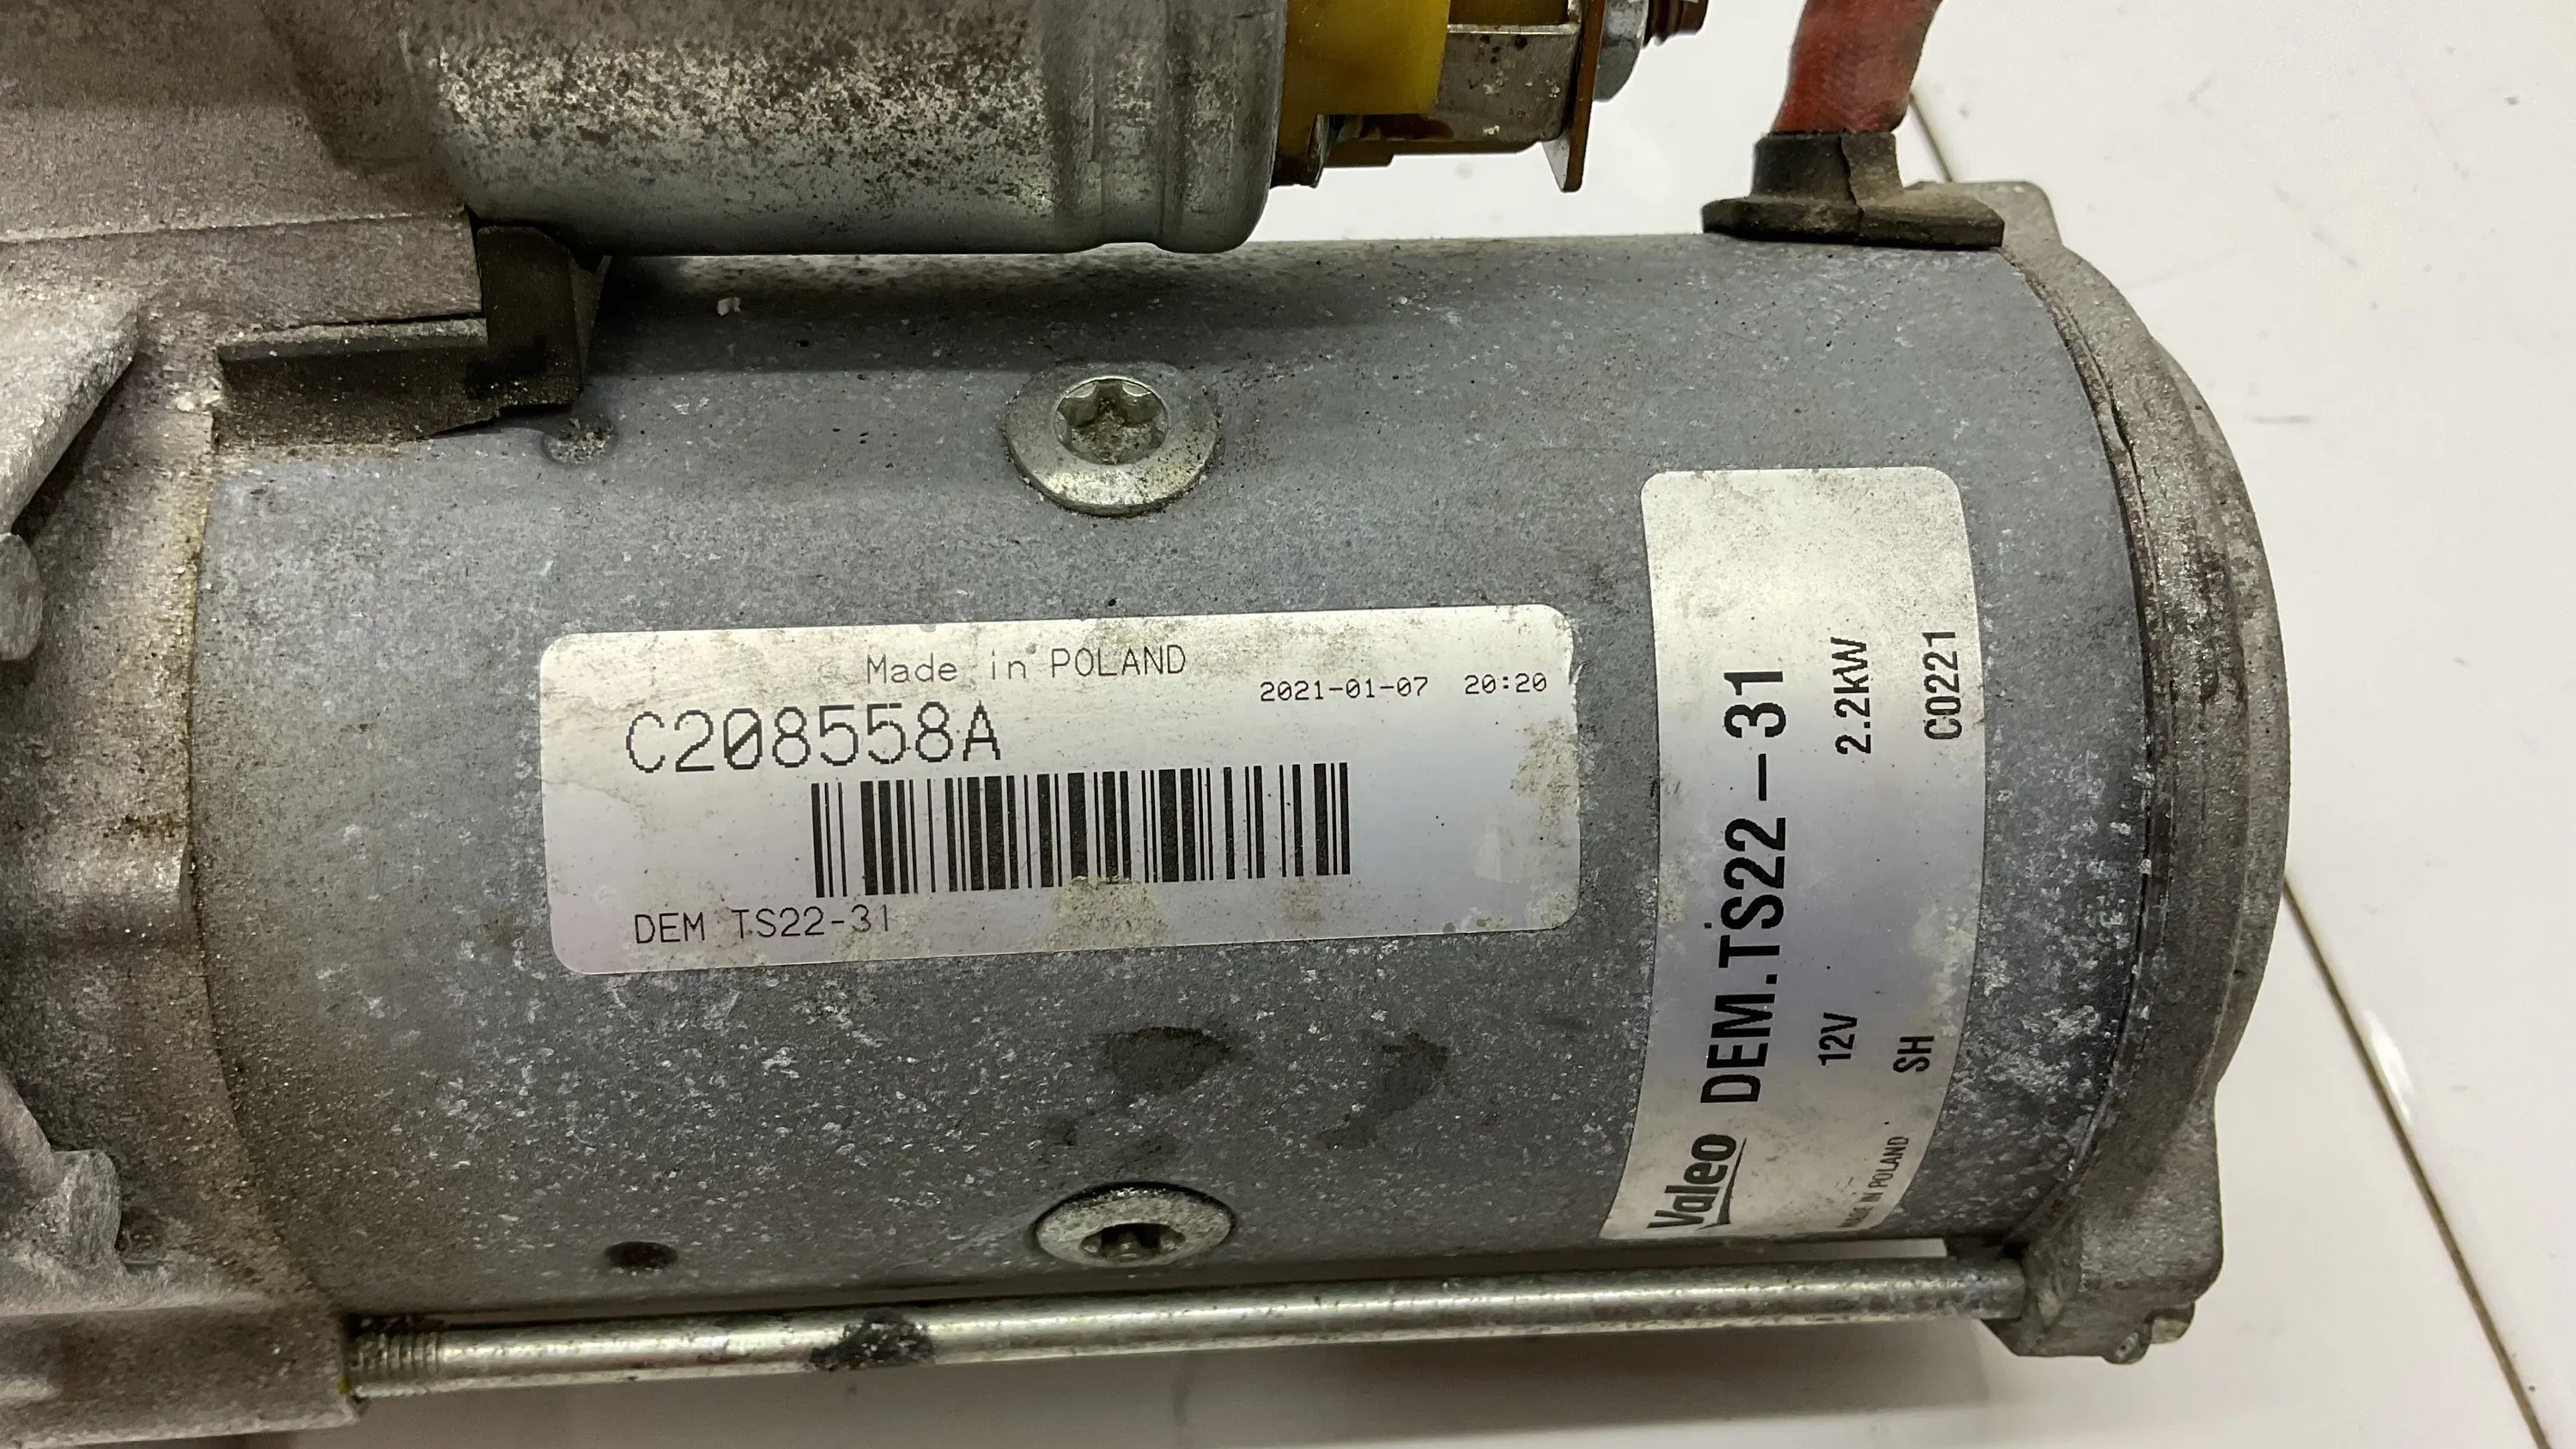 Made in POLAND
2021-01-07 20:20
C208558A
DEM TS22-31
Valeo DEM.TS22-31
12V 2.2kW
MADE IN POLAND SH C0221